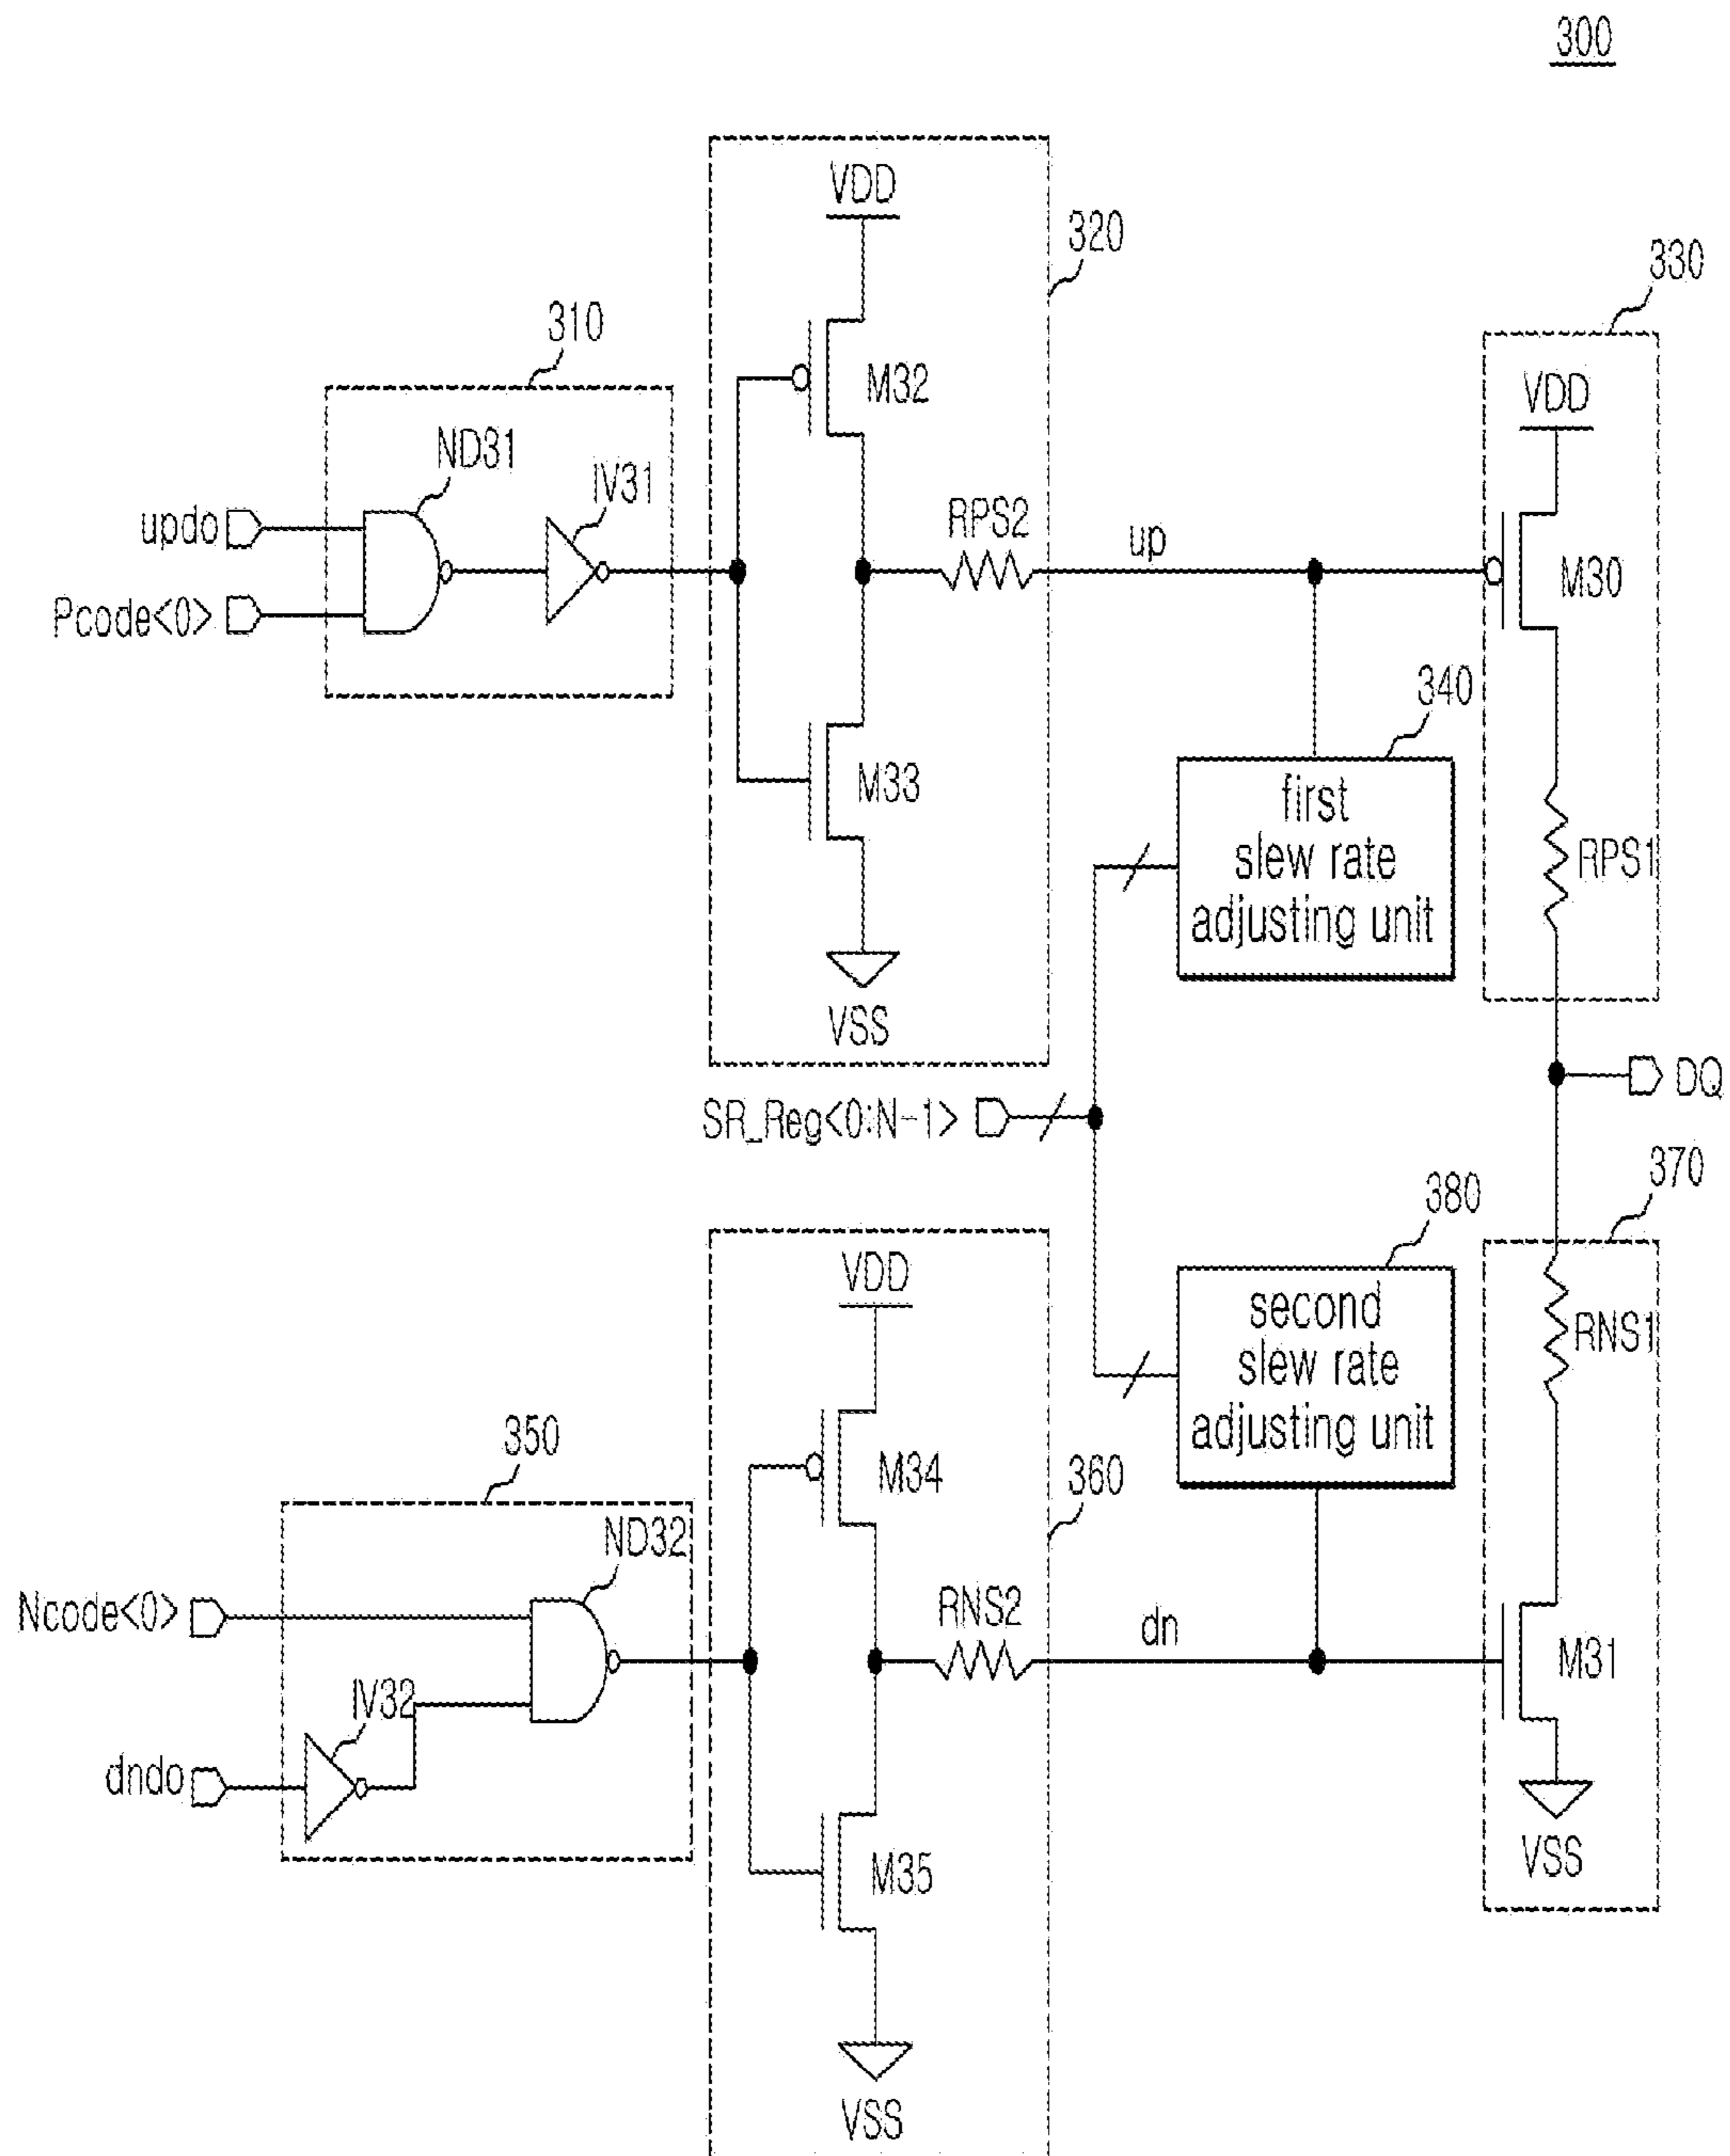 300
VDD
320
330
310
M32
VDD
ND31
IV31
updo
RPS2
up
M30
Pcode<0>
340
M33
first
slew rate
adjusting unit
RPS1
VSS
DQ
SR_Reg<0:N-1>
370
380
VDD
second
slew rate
adjusting unit
RNS1
350
M34
360
ND32
Ncode<0>
RNS2
dn
M31
IV32
dndo
M35
VSS
VSS